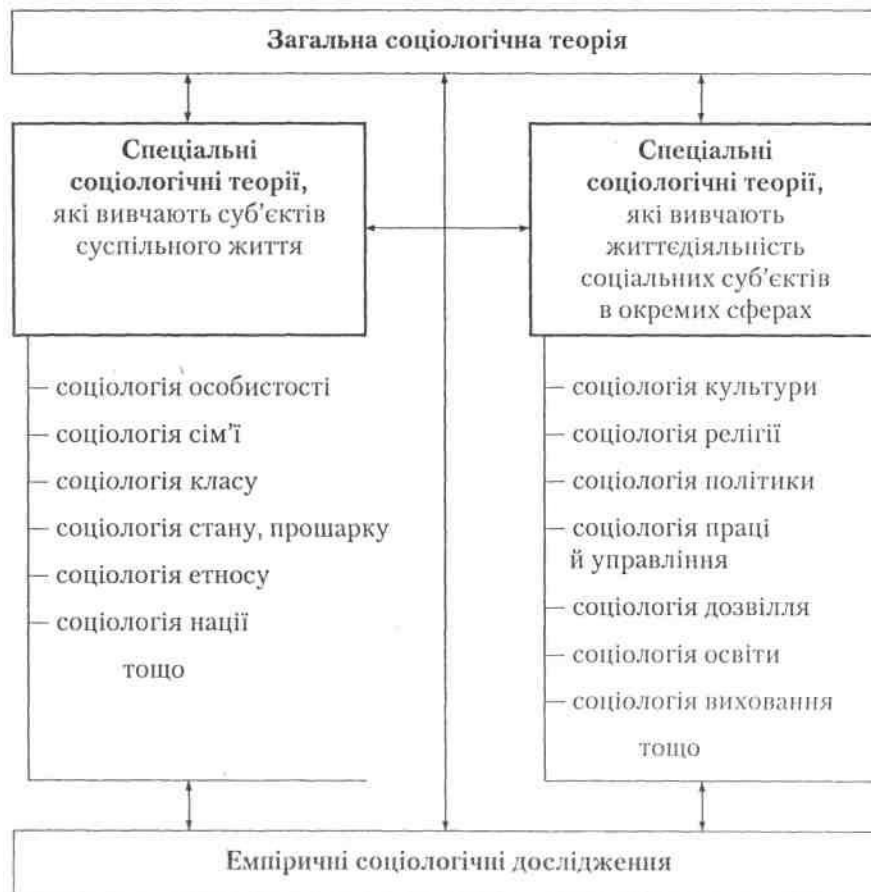 Загальна соціологічна теорія
Спеціальні
соціологічні теорії,
які вивчають суб’єктів
суспільного життя
Спеціальні
соціологічні теорії,
які вивчають
життєдіяльність
соціальних суб’єктів
в окремих сферах
соціологія особистості
соціологія сім’ї
соціологія класу
соціологія стану, прошарку
соціологія етносу
соціологія нації
тощо
соціологія культури
соціологія релігії
соціологія політики
соціологія праці
й управління
соціологія дозвілля
соціологія освіти
соціологія виховання
тощо
Емпіричні соціологічні дослідження